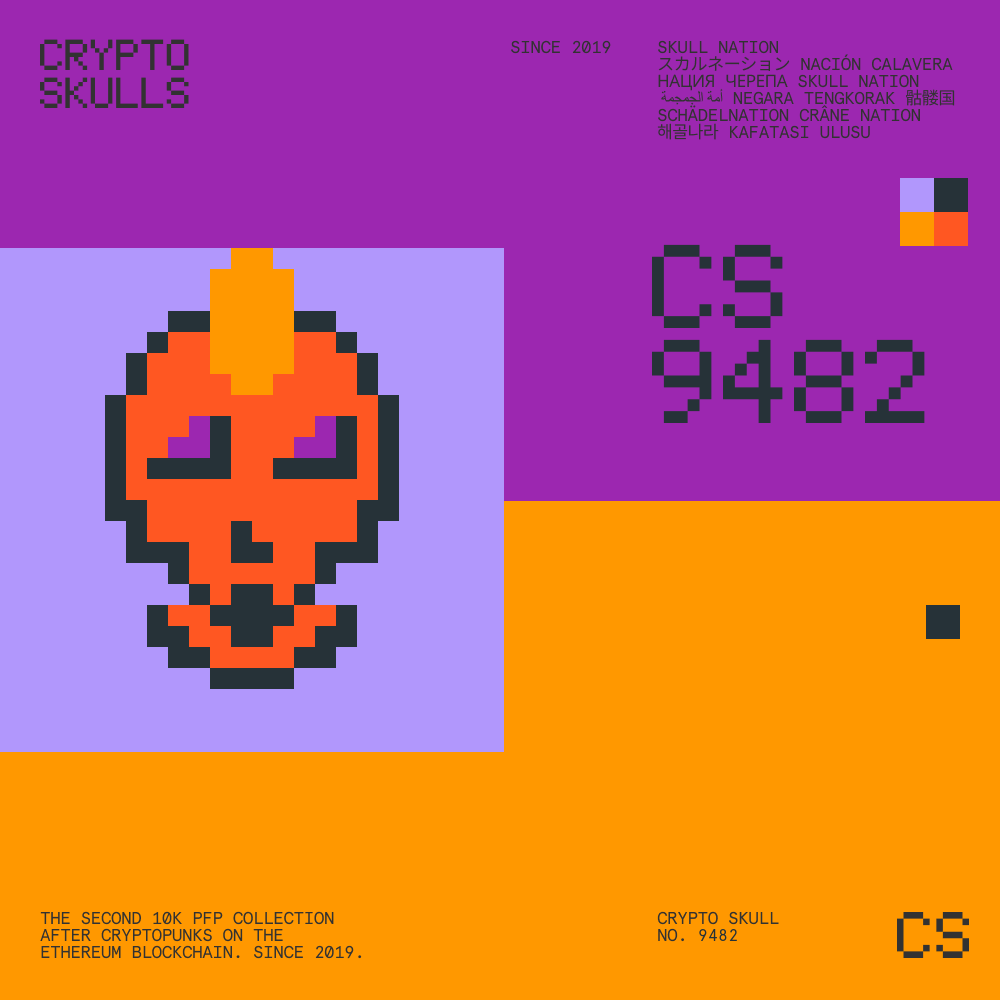 CRYPTO
SKULLS
SINCE 2019
SKULL NATION
スカルネーション NACIÓN CALAVERA
НАЦИЯ ЧЕРЕПА SKULL NATION
أمة الجمجمة NEGARA TENGKORAK 骷髅国
SCHÄDELNATION CRÂNE NATION
해골나라 KAFATASI ULUSU
CS
9482
THE SECOND 10K PFP COLLECTION
AFTER CRYPTOPUNKS ON THE
ETHEREUM BLOCKCHAIN. SINCE 2019.
CRYPTO SKULL
NO. 9482
CS